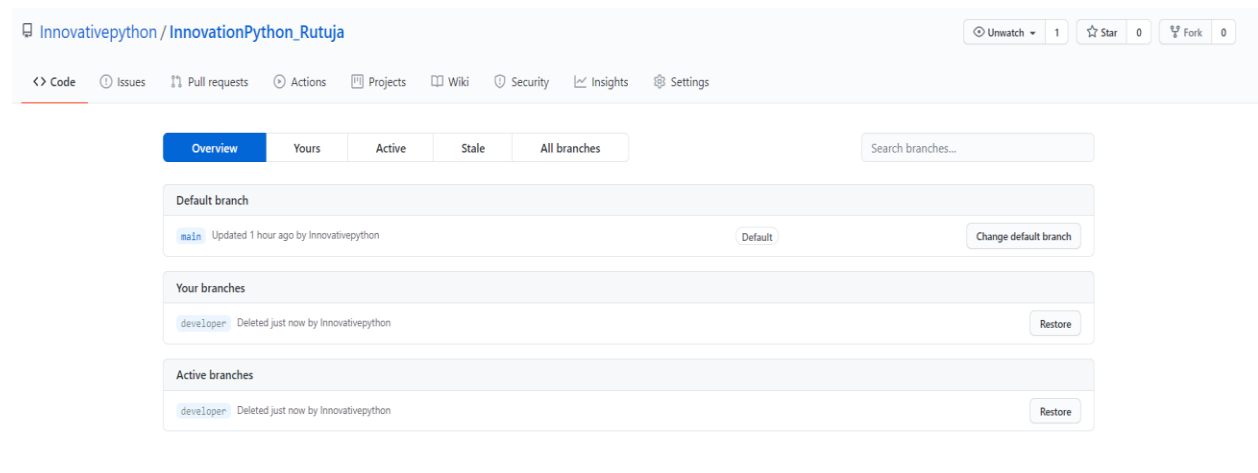 Innovativepython / InnovationPython_Rutuja
Unwatch 1 Star 0 Fork 0
Code Issues Pull requests Actions Projects Wiki Security Insights Settings
Overview Yours Active Stale All branches Search branches...
Default branch
main Updated 1 hour ago by Innovativepython Default Change default branch
Your branches
developer Deleted just now by Innovativepython Restore
Active branches
developer Deleted just now by Innovativepython Restore